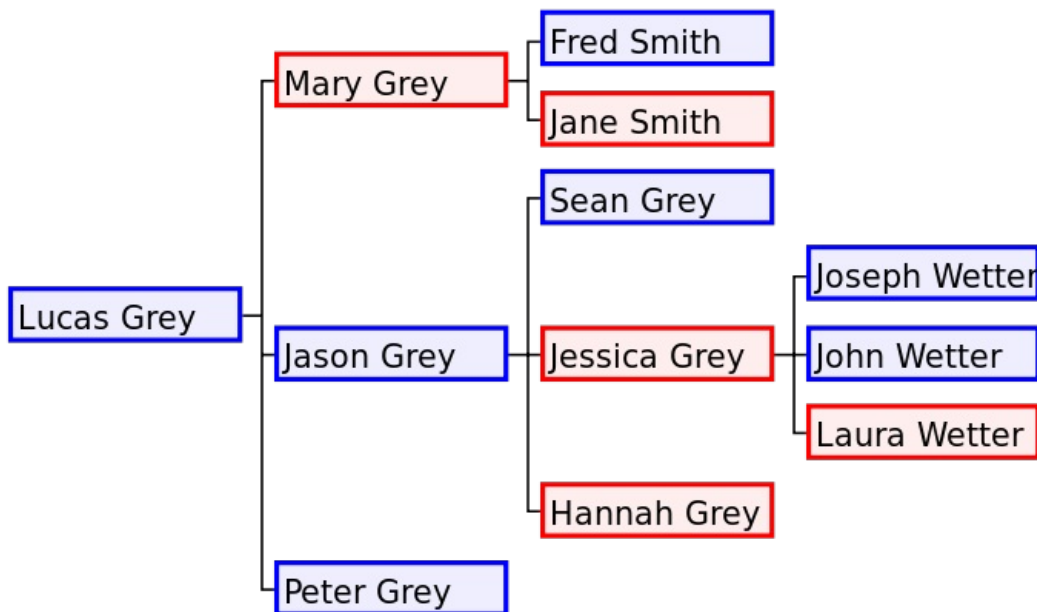 Fred Smith
Mary Grey
Jane Smith
Sean Grey
Joseph Wetter
Lucas Grey
Jason Grey
Jessica Grey
John Wetter
Laura Wetter
Hannah Grey
Peter Grey